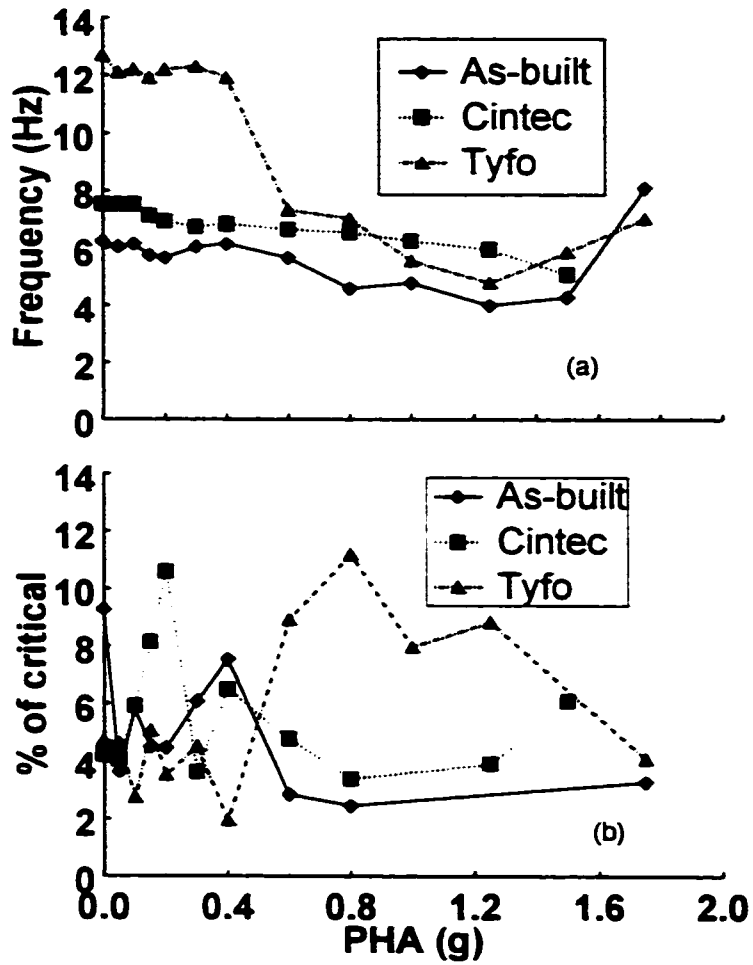 14
12
10
8
6
4
2
0
Frequency (Hz)
As-built
Cintec
Tyfo
(a)
14
12
10
8
6
4
2
0
% of critical
As-built
Cintec
Tyfo
(b)
0.0 0.4 0.8 1.2 1.6 2.0
PHA (g)